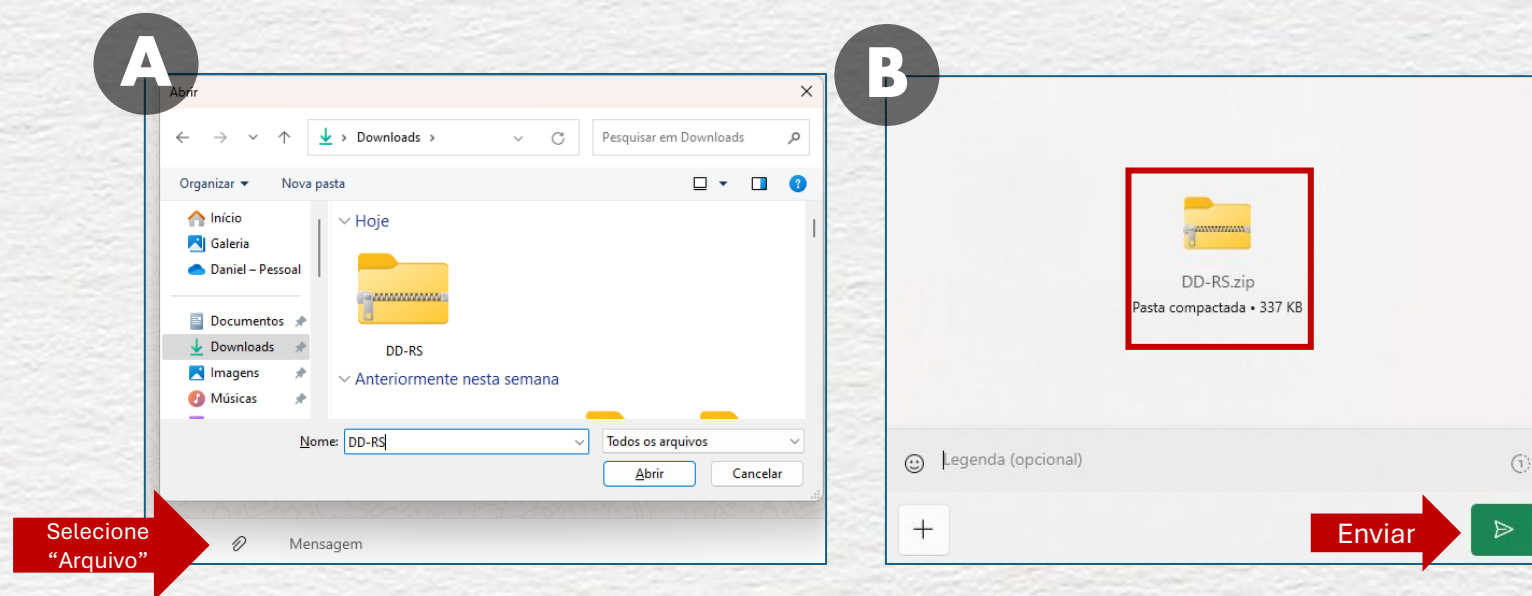 A
Abrir
Downloads
Pesquisar em Downloads
Organizar
Nova pasta
Início
Galeria
Daniel – Pessoal
Documentos
Downloads
Imagens
Músicas
Hoje
DD-RS
Anteriormente nesta semana
Nome: DD-RS
Todos os arquivos
Abrir
Cancelar
Selecione
“Arquivo”
Mensagem
B
DD-RS.zip
Pasta compactada • 337 KB
Legenda (opcional)
1
Enviar